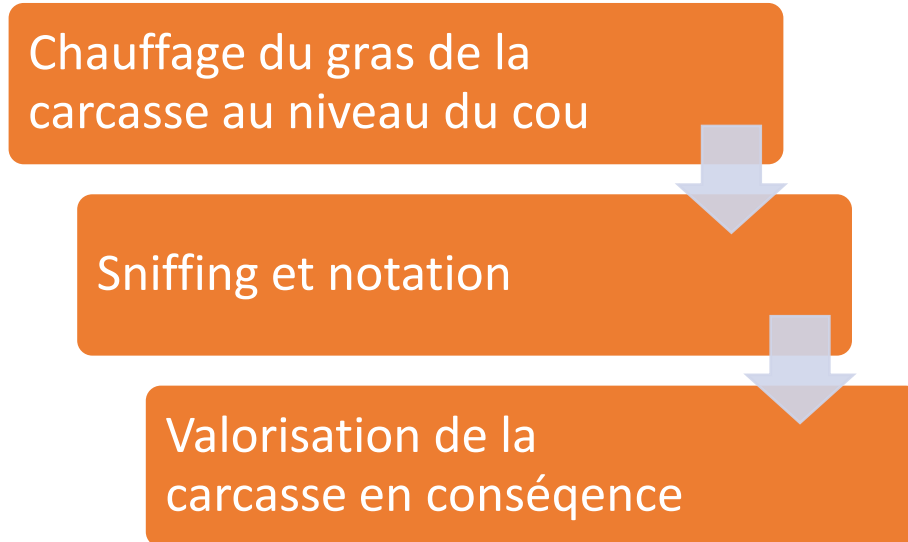 Chauffage du gras de la
carcasse au niveau du cou
Sniffing et notation
Valorisation de la
carcasse en conséqence